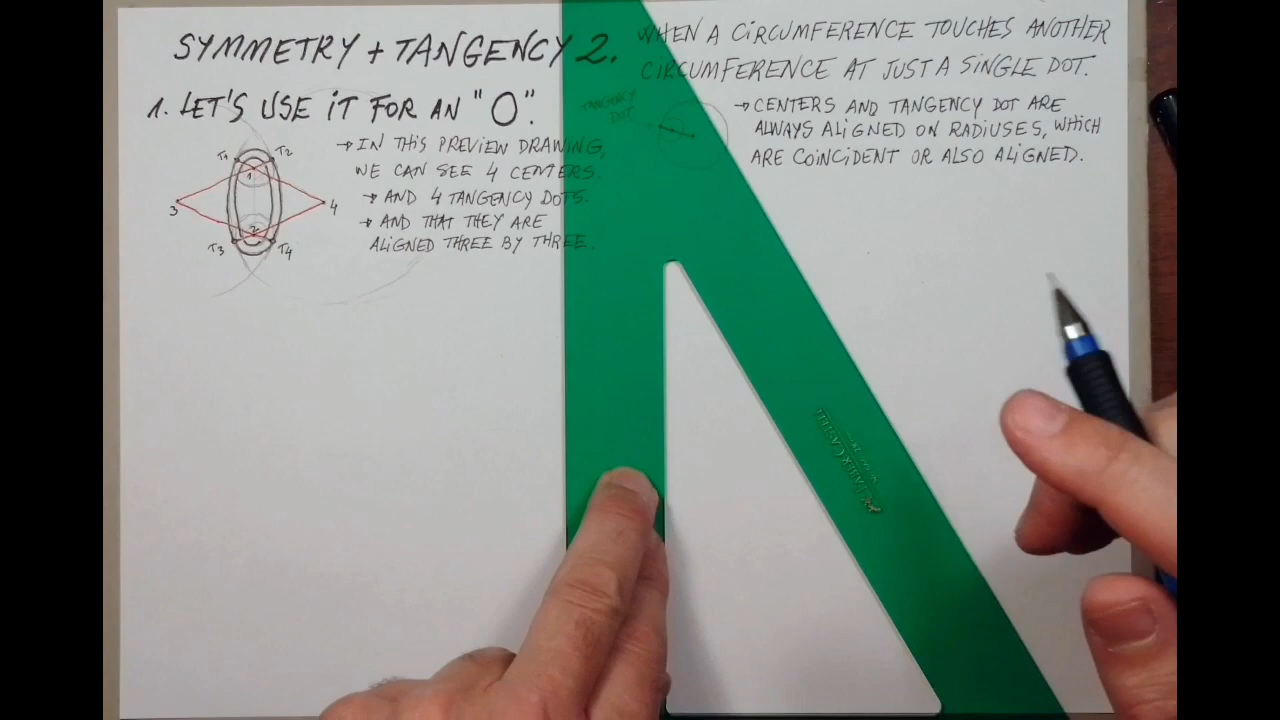 SYMMETRY + TANGENCY 2.
WHEN A CIRCUMFERENCE TOUCHES ANOTHER
CIRCUMFERENCE AT JUST A SINGLE DOT.
TANGENCY
DOT
→ CENTERS AND TANGENCY DOT ARE
ALWAYS ALIGNED ON RADIUSES, WHICH
ARE COINCIDENT OR ALSO ALIGNED.
1. LET'S USE IT FOR AN "O".
→ IN THIS PREVIEW DRAWING,
WE CAN SEE 4 CENTERS.
→ AND 4 TANGENCY DOTS.
→ AND THAT THEY ARE
ALIGNED THREE BY THREE.
T1 T2
1
3 4
2
T3 T4
FABER-CASTELL